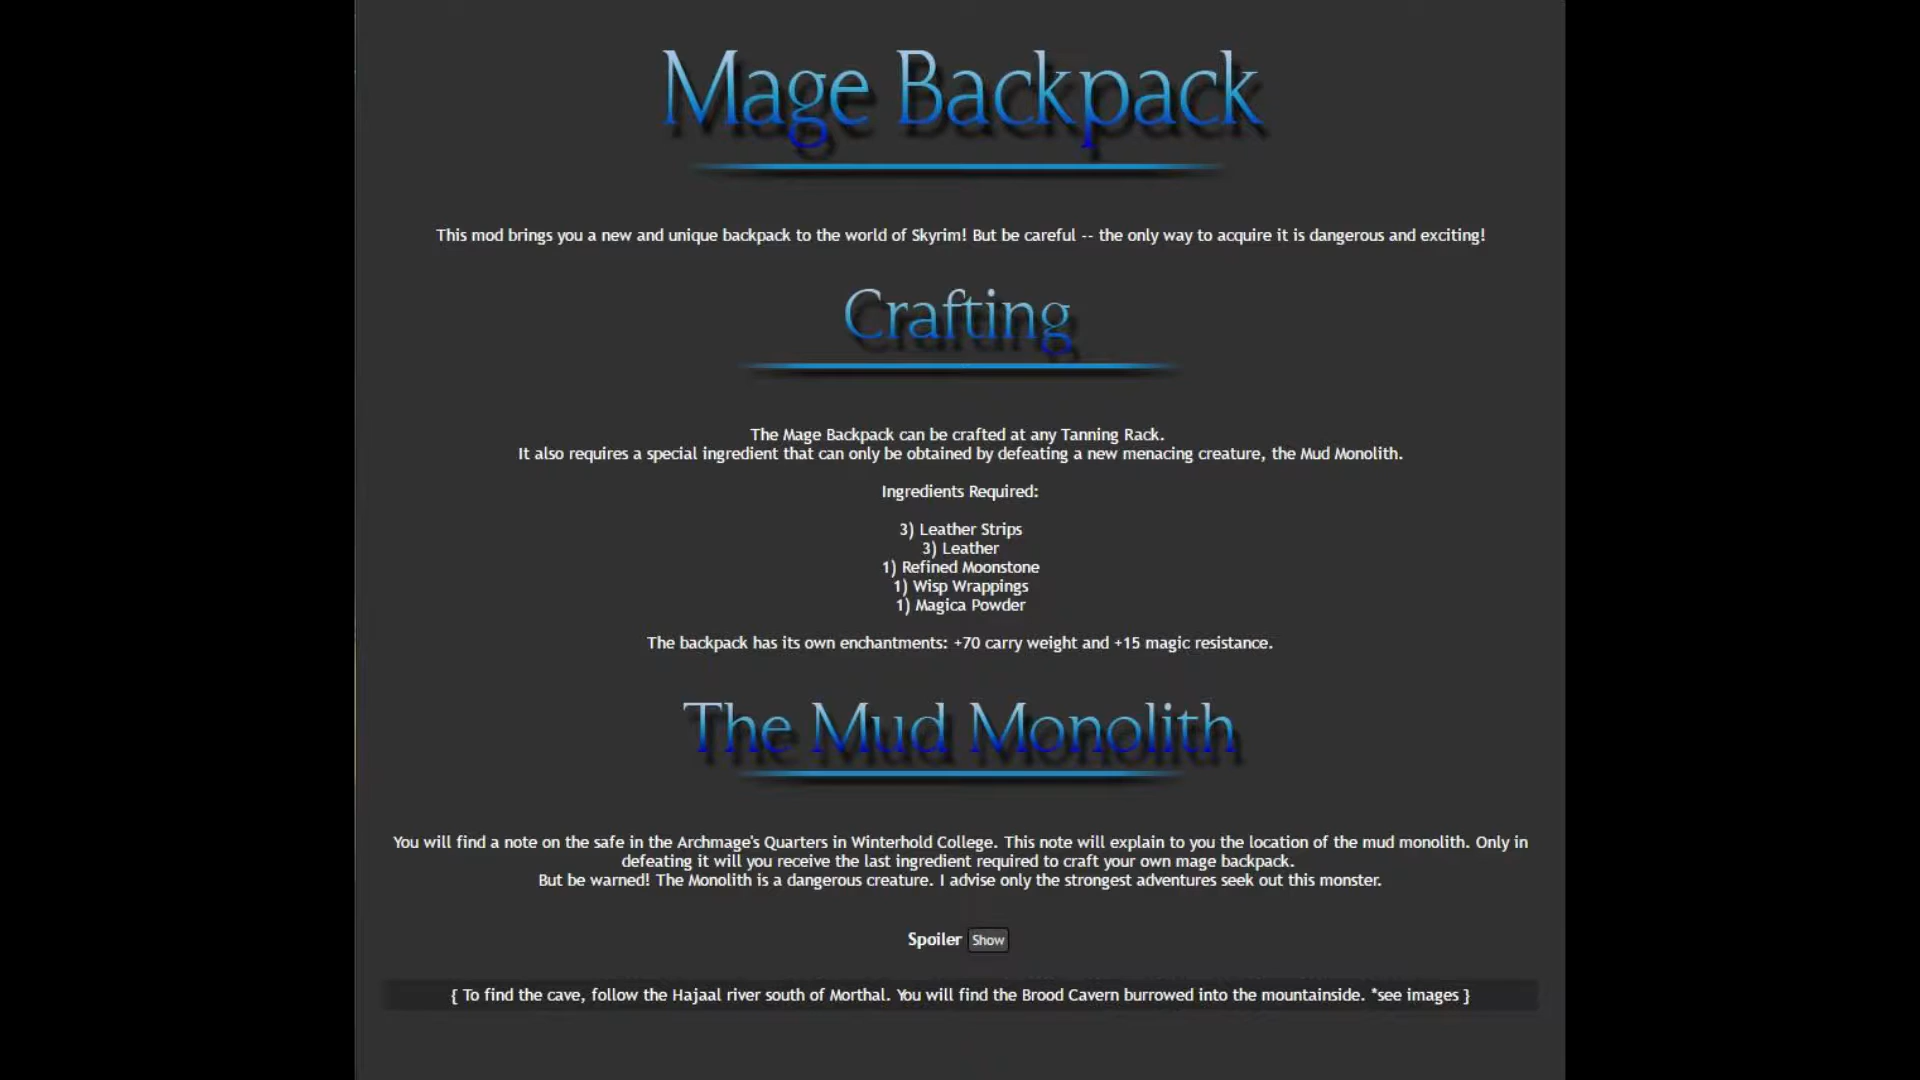 Mage Backpack
This mod brings you a new and unique backpack to the world of Skyrim! But be careful -- the only way to acquire it is dangerous and exciting!
Crafting
The Mage Backpack can be crafted at any Tanning Rack.
It also requires a special ingredient that can only be obtained by defeating a new menacing creature, the Mud Monolith.
Ingredients Required:
3) Leather Strips
3) Leather
1) Refined Moonstone
1) Wisp Wrappings
1) Magica Powder
The backpack has its own enchantments: +70 carry weight and +15 magic resistance.
The Mud Monolith
You will find a note on the safe in the Archmage's Quarters in Winterhold College. This note will explain to you the location of the mud monolith. Only in
defeating it will you receive the last ingredient required to craft your own mage backpack.
But be warned! The Monolith is a dangerous creature. I advise only the strongest adventures seek out this monster.
Spoiler Show
{ To find the cave, follow the Hajaal river south of Morthal. You will find the Brood Cavern burrowed into the mountainside. *see images }